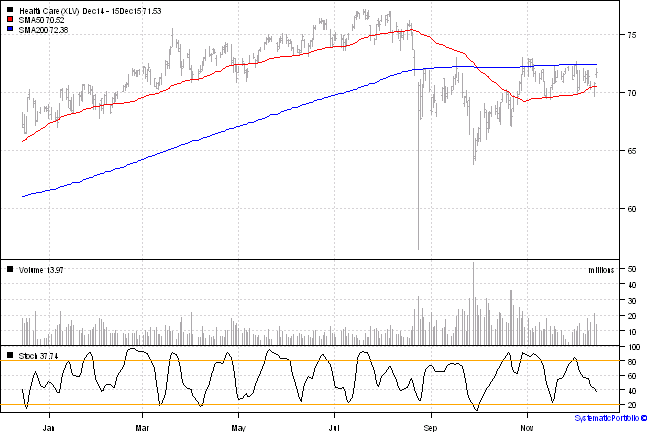 Health Care (XLV) Dec14 - 15Dec15 71.53
SMA50 70.52
SMA200 72.38
75
70
65
60
Volume 13.97
millions
50
40
30
20
10
Stoch 37.74
100
80
60
40
20
Jan
Mar
May
Jul
Sep
Nov
SystematicPortfolio ©